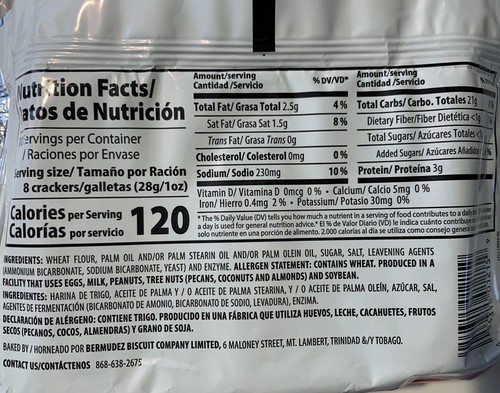 Nutrition Facts/
atos de Nutrición
ervings per Container
/ Raciones por Envase
erving size/ Tamaño por Ración
8 crackers/galletas (28g/1oz)
Calories per Serving
Calorías por servicio 120
Amount/serving
Cantidad /Servicio %DV/VD*
Total Fat/ Grasa Total 2.5g 4 %
Sat Fat/ Grasa Sat 1.5g 8 %
Trans Fat/ Grasa Trans 0g
Cholesterol/ Colesterol 0mg 0 %
Sodium/ Sodio 230mg 10 %
Amount/serving
Cantidad /Servicio %DV/VD*
Total Carbs/ Carbo. Totales 21g
Dietary Fiber/Fiber Dietética <1g
Total Sugars/ Azúcares Totales <1
Added Sugars/ Azúcares Añadid %
Protein/ Proteína 3g
Vitamin D/ Vitamina D 0mcg 0 % • Calcium/ Calcio 5mg 0 %
Iron/ Hierro 0.4mg 2 % • Potassium/ Potasio 30mg 0%
* The % Daily Value (DV) tells you how much a nutrient in a serving of food contributes to a daily
a day is used for general nutrition advice.* El % de Valor Diario (VD) le indica cuánto
solo nutriente en una porción de alimento. 2.000 calorías al día se utiliza como consejo general
INGREDIENTS: WHEAT FLOUR, PALM OIL AND/OR PALM STEARIN OIL AND/OR PALM OLEIN OIL, SUGAR, SALT, LEAVENING AGENTS
(AMMONIUM BICARBONATE, SODIUM BICARBONATE, YEAST) AND ENZYME. ALLERGEN STATEMENT: CONTAINS WHEAT. PRODUCED IN A
FACILITY THAT USES EGGS, MILK, PEANUTS, TREE NUTS (PECANS, COCONUTS AND ALMONDS) AND SOYBEAN.
INGREDIENTES: HARINA DE TRIGO, ACEITE DE PALMA Y / O ACEITE DE PALMA STEARINA, Y / O ACEITE DE PALMA OLEÍN, AZÚCAR, SAL,
AGENTES DE FERMENTACIÓN (BICARBONATO DE AMONIO, BICARBONATO DE SODIO, LEVADURA), ENZIMA.
DECLARACIÓN DE ALÉRGENO: CONTIENE TRIGO. PRODUCIDO EN UNA FÁBRICA QUE UTILIZA HUEVOS, LECHE, CACAHUETES, FRUTOS
SECOS (PECANOS, COCOS, ALMENDRAS) Y GRANO DE SOJA.
BAKED BY / HORNEADO POR BERMUDEZ BISCUIT COMPANY LIMITED, 6 MALONEY STREET, MT. LAMBERT, TRINIDAD &/Y TOBAGO.
CONTACT US/CONTÁCTENOS 868-638-2675